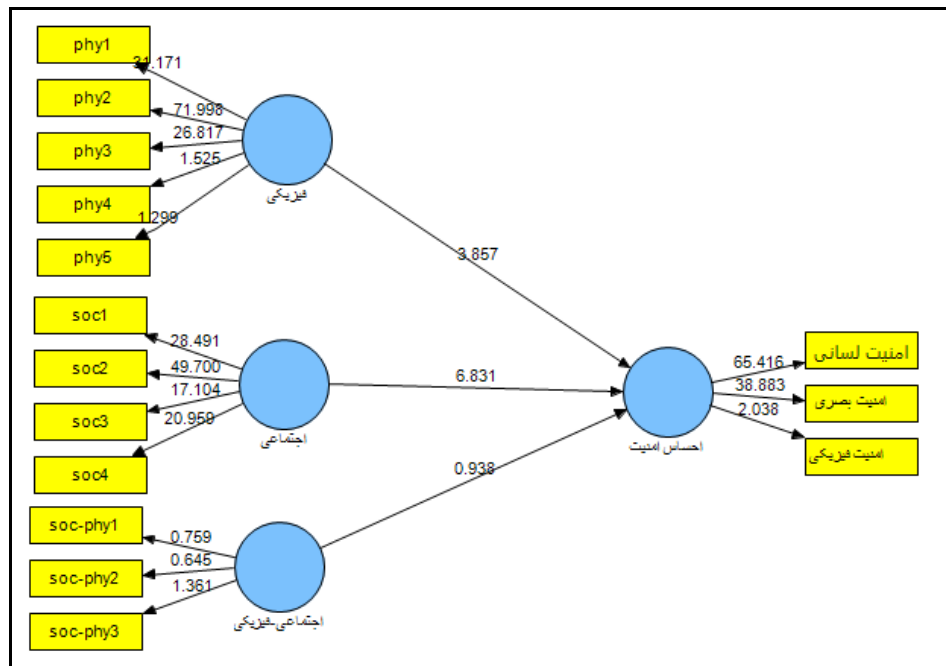 phy1
31.171
phy2
71.998
phy3
26.817
phy4
1.525
phy5
1.299
فیزیکی
3.857
soc1
28.491
soc2
49.700
soc3
17.104
soc4
20.959
اجتماعی
6.831
soc-phy1
0.759
soc-phy2
0.645
soc-phy3
1.361
اجتماعی-فیزیکی
0.938
احساس امنیت
65.416
امنیت لسانی
38.883
امنیت بصری
2.038
امنیت فیزیکی